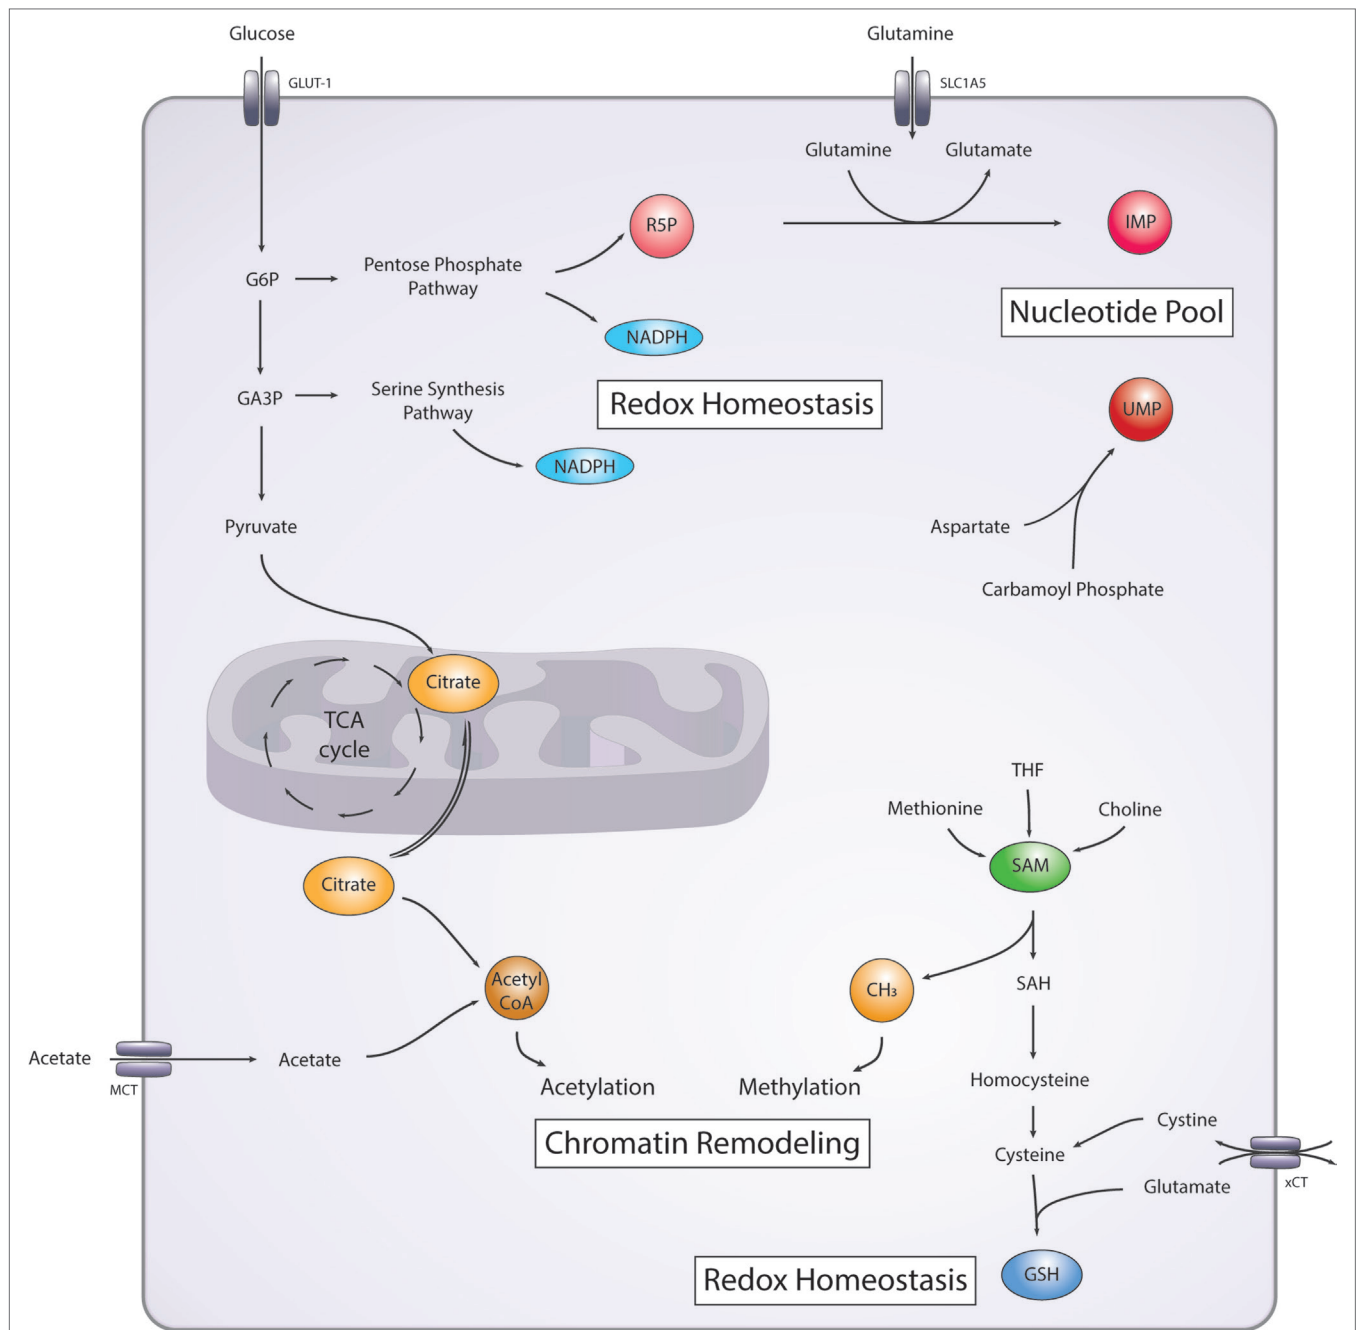 Glucose
GLUT-1
Glutamine
SLC1A5
Glutamine
Glutamate
R5P
IMP
G6P
Pentose Phosphate
Pathway
Nucleotide Pool
NADPH
GA3P
Serine Synthesis
Pathway
Redox Homeostasis
UMP
NADPH
Pyruvate
Aspartate
Carbamoyl Phosphate
Citrate
TCA
cycle
THF
Methionine
Choline
SAM
Citrate
Acetyl
CoA
CH₃
SAH
Acetate
MCT
Acetate
Acetylation
Methylation
Homocysteine
Chromatin Remodeling
Cystine
Cysteine
Glutamate
xCT
Redox Homeostasis
GSH